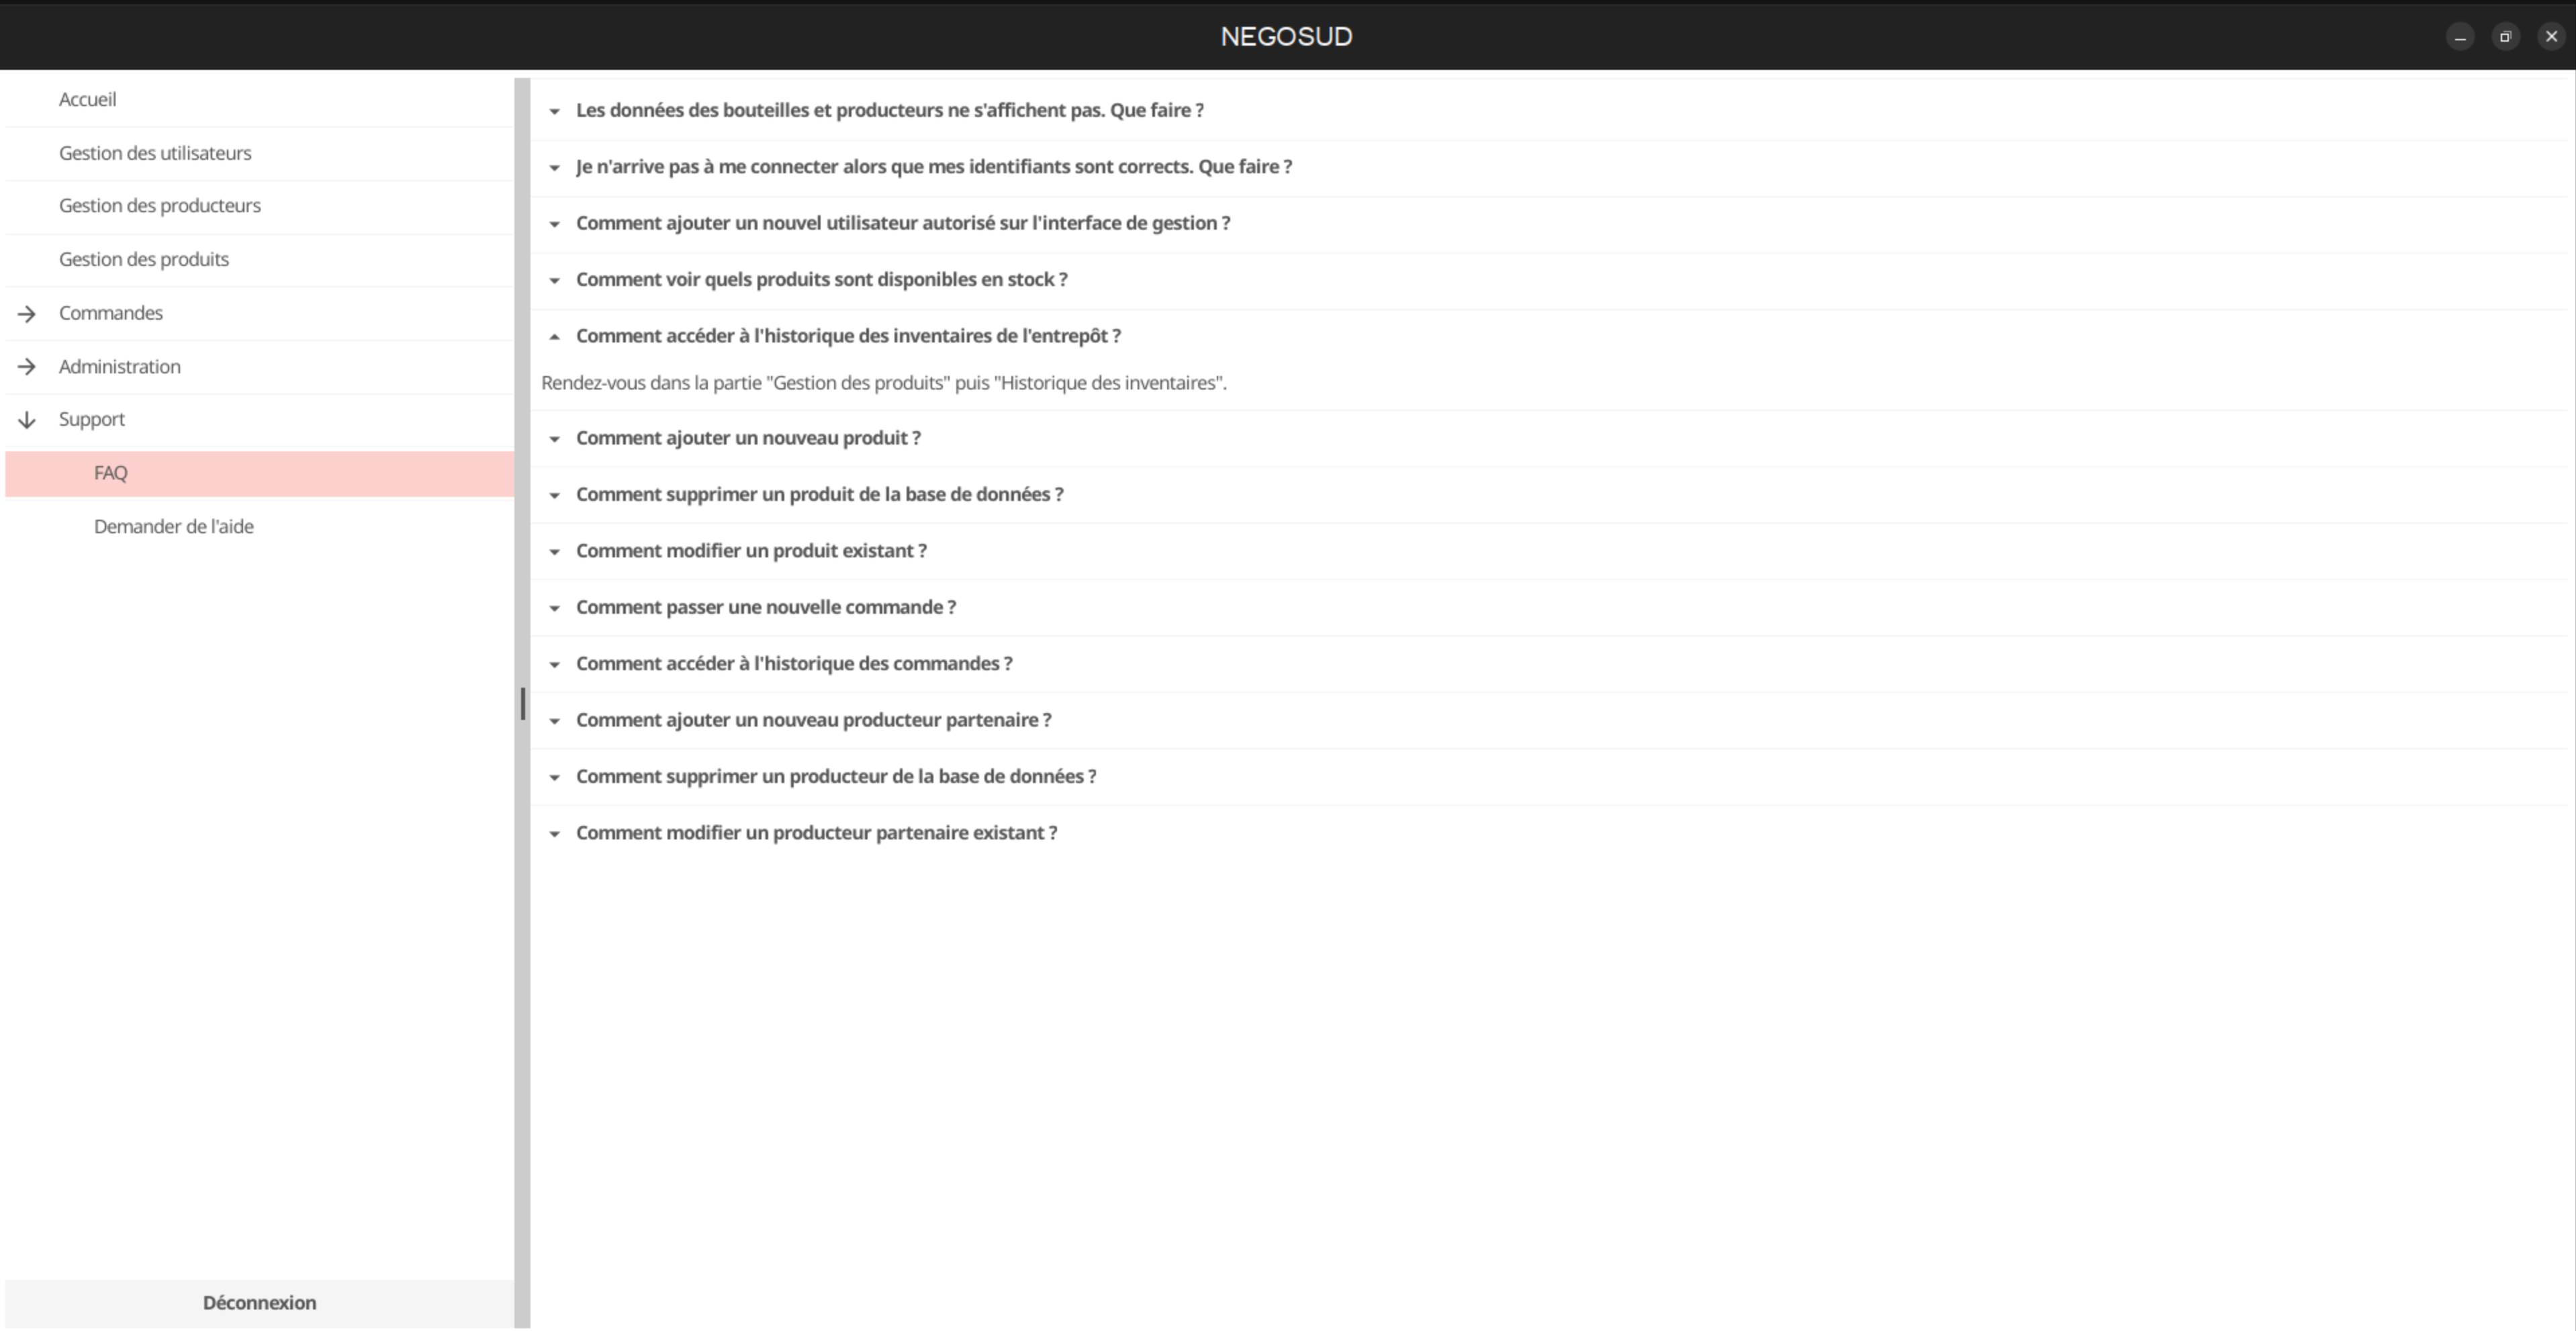 NEGOSUD
Accueil
Gestion des utilisateurs
Gestion des producteurs
Gestion des produits
Commandes
Administration
Support
FAQ
Demander de l'aide
Déconnexion
Les données des bouteilles et producteurs ne s'affichent pas. Que faire ?
Je n'arrive pas à me connecter alors que mes identifiants sont corrects. Que faire ?
Comment ajouter un nouvel utilisateur autorisé sur l'interface de gestion ?
Comment voir quels produits sont disponibles en stock ?
Comment accéder à l'historique des inventaires de l'entrepôt ?
Rendez-vous dans la partie "Gestion des produits" puis "Historique des inventaires".
Comment ajouter un nouveau produit ?
Comment supprimer un produit de la base de données ?
Comment modifier un produit existant ?
Comment passer une nouvelle commande ?
Comment accéder à l'historique des commandes ?
Comment ajouter un nouveau producteur partenaire ?
Comment supprimer un producteur de la base de données ?
Comment modifier un producteur partenaire existant ?